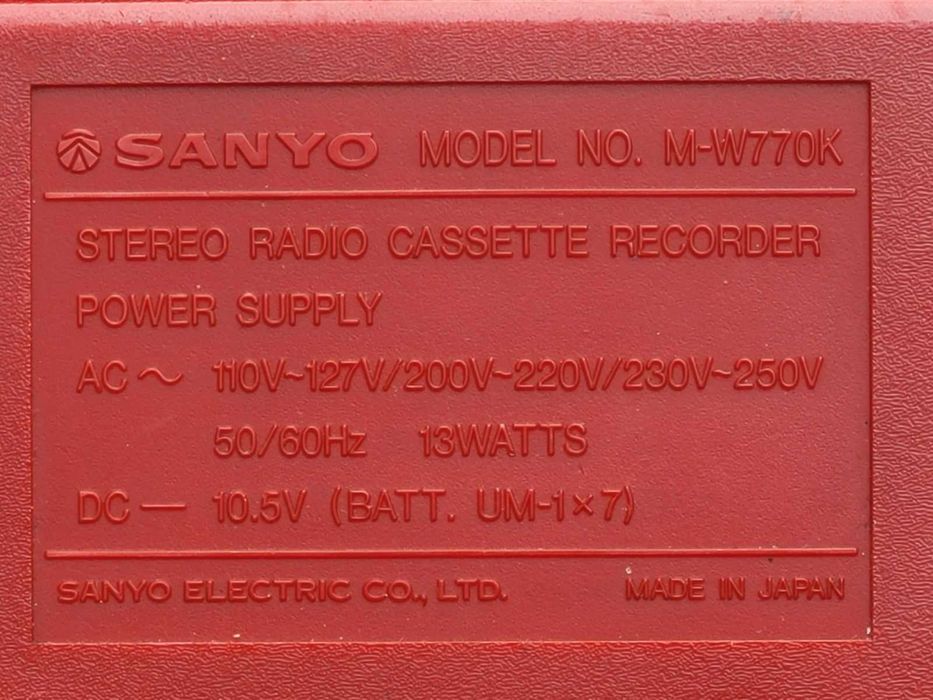 SANYO MODEL NO. M-W770K
STEREO RADIO CASSETTE RECORDER
POWER SUPPLY
AC ~ 110V~127V/200V~220V/230V~250V
50/60Hz 13WATTS
DC — 10.5V (BATT. UM-1×7)
SANYO ELECTRIC CO., LTD. MADE IN JAPAN